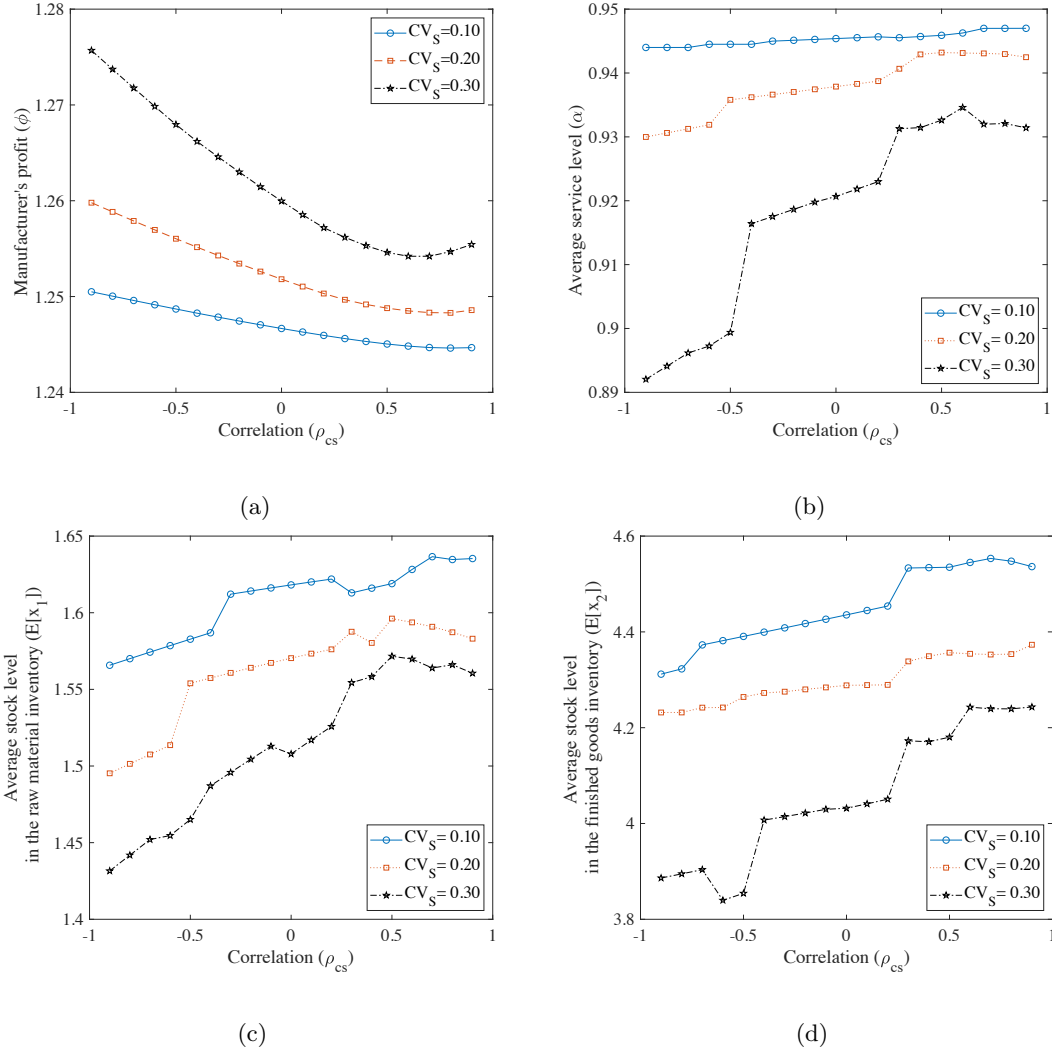 1.28
1.27
1.26
1.25
1.24
Manufacturer's profit (ϕ)
-1 -0.5 0 0.5 1
Correlation (ρcs)
CVS=0.10
CVS=0.20
CVS=0.30
(a)
0.95
0.94
0.93
0.92
0.91
0.9
0.89
Average service level (α)
-1 -0.5 0 0.5 1
Correlation (ρcs)
CVS= 0.10
CVS= 0.20
CVS= 0.30
(b)
1.65
1.6
1.55
1.5
1.45
1.4
Average stock level
in the raw material inventory (E[x1])
-1 -0.5 0 0.5 1
Correlation (ρcs)
CVS= 0.10
CVS= 0.20
CVS= 0.30
(c)
4.6
4.4
4.2
4
3.8
Average stock level
in the finished goods inventory (E[x2])
-1 -0.5 0 0.5 1
Correlation (ρcs)
CVS= 0.10
CVS= 0.20
CVS= 0.30
(d)